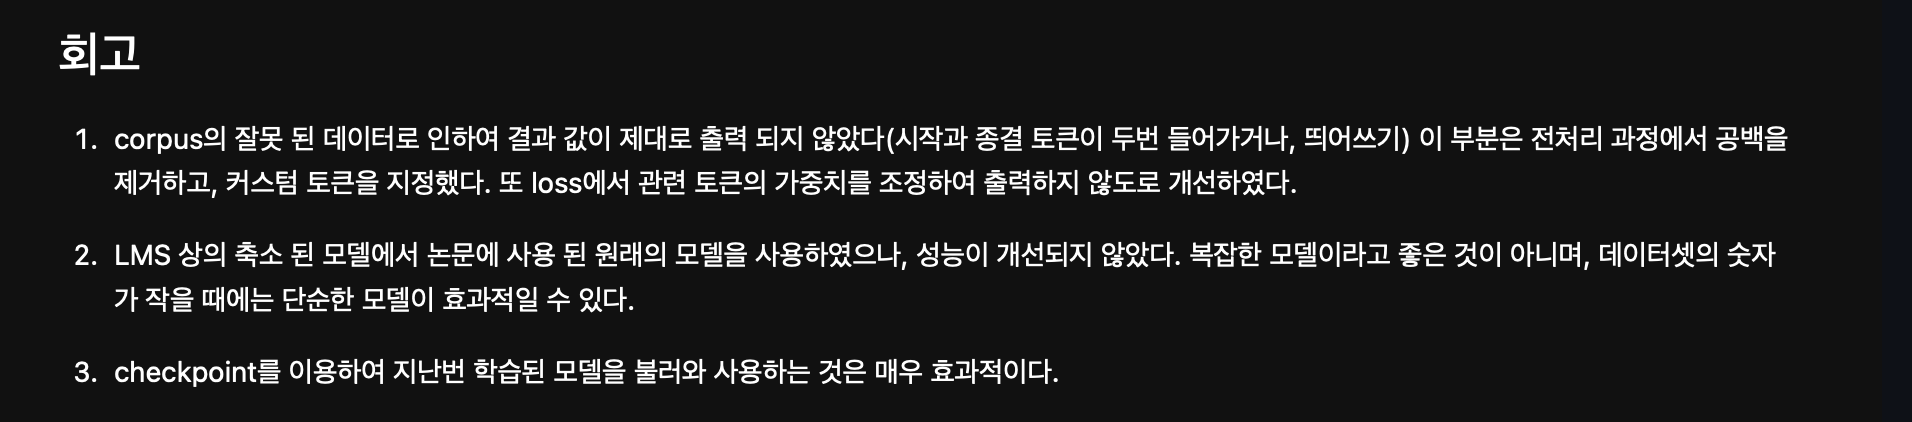 회고
1. corpus의 잘못 된 데이터로 인하여 결과 값이 제대로 출력 되지 않았다(시작과 종결 토큰이 두번 들어가거나, 띄어쓰기) 이 부분은 전처리 과정에서 공백을
제거하고, 커스텀 토큰을 지정했다. 또 loss에서 관련 토큰의 가중치를 조정하여 출력하지 않도로 개선하였다.
2. LMS 상의 축소 된 모델에서 논문에 사용 된 원래의 모델을 사용하였으나, 성능이 개선되지 않았다. 복잡한 모델이라고 좋은 것이 아니며, 데이터셋의 숫자
가 작을 때에는 단순한 모델이 효과적일 수 있다.
3. checkpoint를 이용하여 지난번 학습된 모델을 불러와 사용하는 것은 매우 효과적이다.